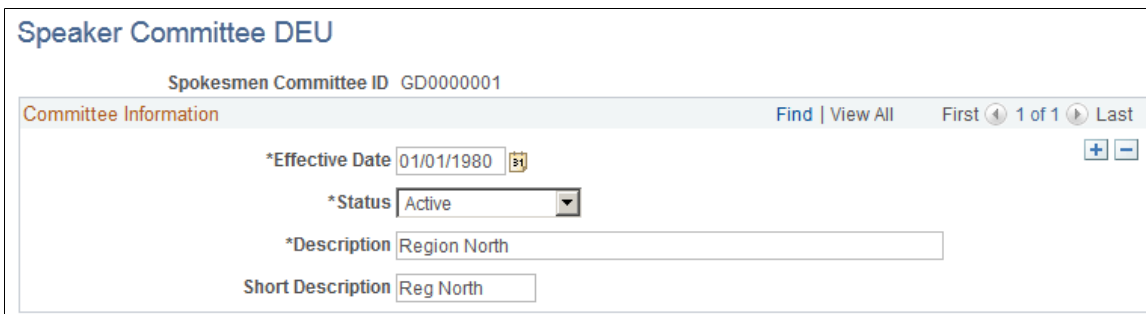 Speaker Committee DEU
Spokesmen Committee ID GD0000001
Committee Information Find | View All First 1 of 1 Last
*Effective Date 01/01/1980 31
*Status Active
*Description Region North
Short Description Reg North